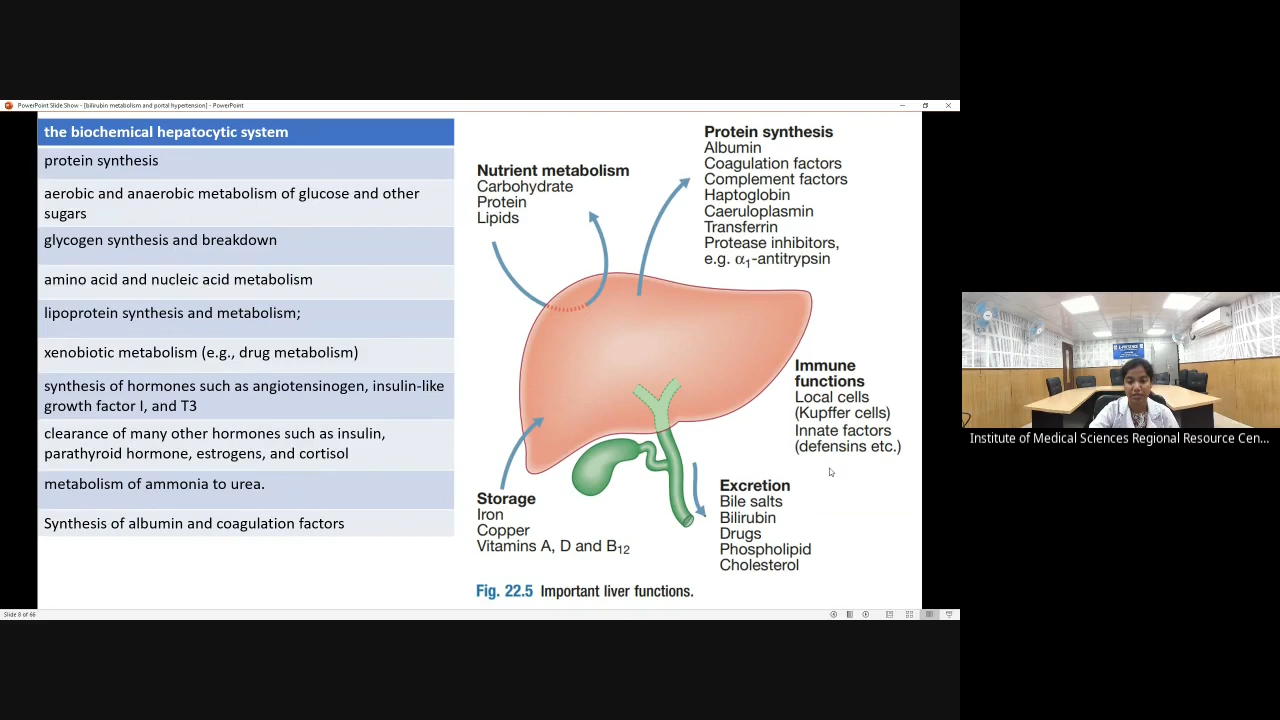 PowerPoint Slide Show - [bilirubin metabolism and portal hypertension] - PowerPoint
the biochemical hepatocytic system
protein synthesis
aerobic and anaerobic metabolism of glucose and other
sugars
glycogen synthesis and breakdown
amino acid and nucleic acid metabolism
lipoprotein synthesis and metabolism;
xenobiotic metabolism (e.g., drug metabolism)
synthesis of hormones such as angiotensinogen, insulin-like
growth factor I, and T3
clearance of many other hormones such as insulin,
parathyroid hormone, estrogens, and cortisol
metabolism of ammonia to urea.
Synthesis of albumin and coagulation factors
Nutrient metabolism
Carbohydrate
Protein
Lipids
Protein synthesis
Albumin
Coagulation factors
Complement factors
Haptoglobin
Caeruloplasmin
Transferrin
Protease inhibitors,
e.g. α1-antitrypsin
Immune
functions
Local cells
(Kupffer cells)
Innate factors
(defensins etc.)
Storage
Iron
Copper
Vitamins A, D and B12
Excretion
Bile salts
Bilirubin
Drugs
Phospholipid
Cholesterol
Fig. 22.5 Important liver functions.
Slide 8 of 66
Institute of Medical Sciences Regional Resource Cen...